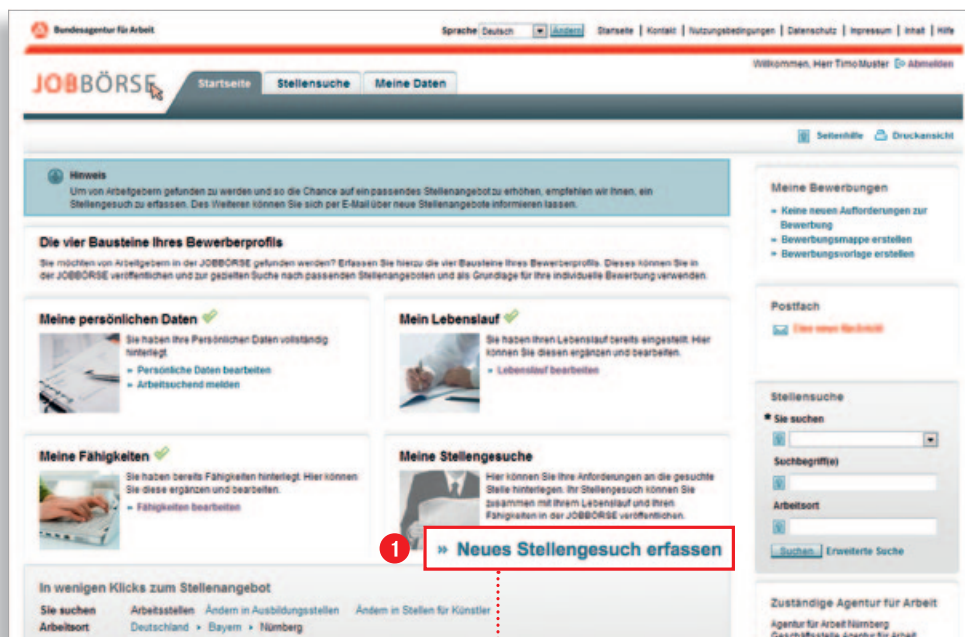 Bundesagentur für Arbeit
Sprache Deutsch Ändern Startseite | Kontakt | Nutzungsbedingungen | Datenschutz | Impressum | Inhalt | Hilfe
Willkommen, Herr Timo Muster Abmelden
JOBBÖRSE
Startseite Stellensuche Meine Daten
Seitenhilfe Druckansicht
Hinweis
Um von Arbeitgebern gefunden zu werden und so die Chance auf ein passendes Stellenangebot zu erhöhen, empfehlen wir Ihnen, ein
Stellengesuch zu erfassen. Des Weiteren können Sie sich per E-Mail über neue Stellenangebote informieren lassen.
Die vier Bausteine Ihres Bewerberprofils
Sie möchten von Arbeitgebern in der JOBBÖRSE gefunden werden? Erfassen Sie hierzu die vier Bausteine Ihres Bewerberprofils. Dieses können Sie in
der JOBBÖRSE veröffentlichen und zur gezielten Suche nach passenden Stellenangeboten und als Grundlage für Ihre individuelle Bewerbung verwenden.
Meine persönlichen Daten
Sie haben Ihre Persönlichen Daten vollständig
hinterlegt.
» Persönliche Daten bearbeiten
» Arbeitsuchend melden
Mein Lebenslauf
Sie haben Ihren Lebenslauf bereits eingestellt. Hier
können Sie diesen ergänzen und bearbeiten.
» Lebenslauf bearbeiten
Meine Fähigkeiten
Sie haben bereits Fähigkeiten hinterlegt. Hier können
Sie diese ergänzen und bearbeiten.
» Fähigkeiten bearbeiten
Meine Stellengesuche
Hier können Sie Ihre Anforderungen an die gesuchte
Stelle hinterlegen. Ihr Stellengesuch können Sie
zusammen mit Ihrem Lebenslauf und Ihren
Fähigkeiten in der JOBBÖRSE veröffentlichen.
1 » Neues Stellengesuch erfassen
In wenigen Klicks zum Stellenangebot
Sie suchen Arbeitsstellen Ändern in Ausbildungsstellen Ändern in Stellen für Künstler
Arbeitsort Deutschland ▸ Bayern ▸ Nürnberg
Meine Bewerbungen
» Keine neuen Aufforderungen zur
Bewerbung
» Bewerbungsmappe erstellen
» Bewerbungsvorlage erstellen
Postfach
Eine neue Nachricht
Stellensuche
* Sie suchen
Suchbegriff(e)
Arbeitsort
Suchen Erweiterte Suche
Zuständige Agentur für Arbeit
Agentur für Arbeit Nürnberg
Geschäftsstelle Agentur für Arbeit